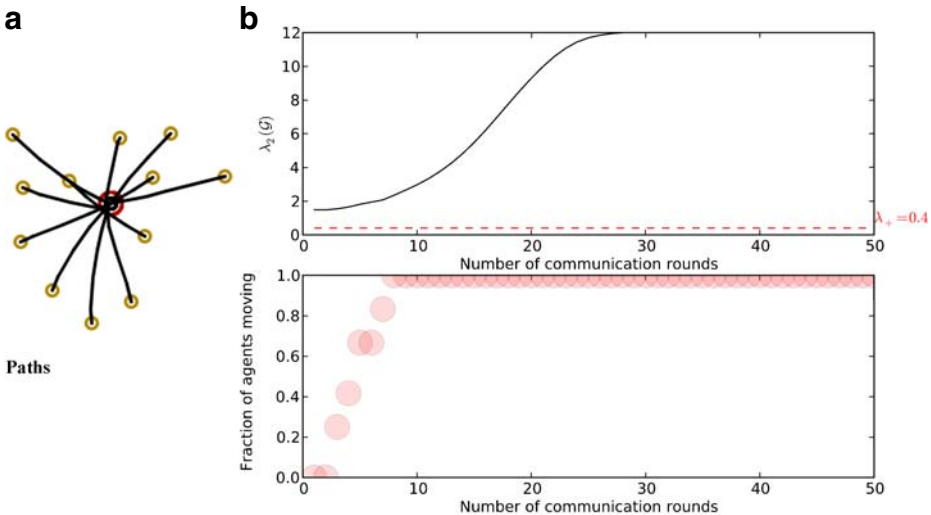 a
b
12
10
8
6
4
2
0
λ₂(𝒢)
λ₊ =0.4
0 10 20 30 40 50
Number of communication rounds
1.0
0.8
0.6
0.4
0.2
0.0
Fraction of agents moving
0 10 20 30 40 50
Number of communication rounds
Paths